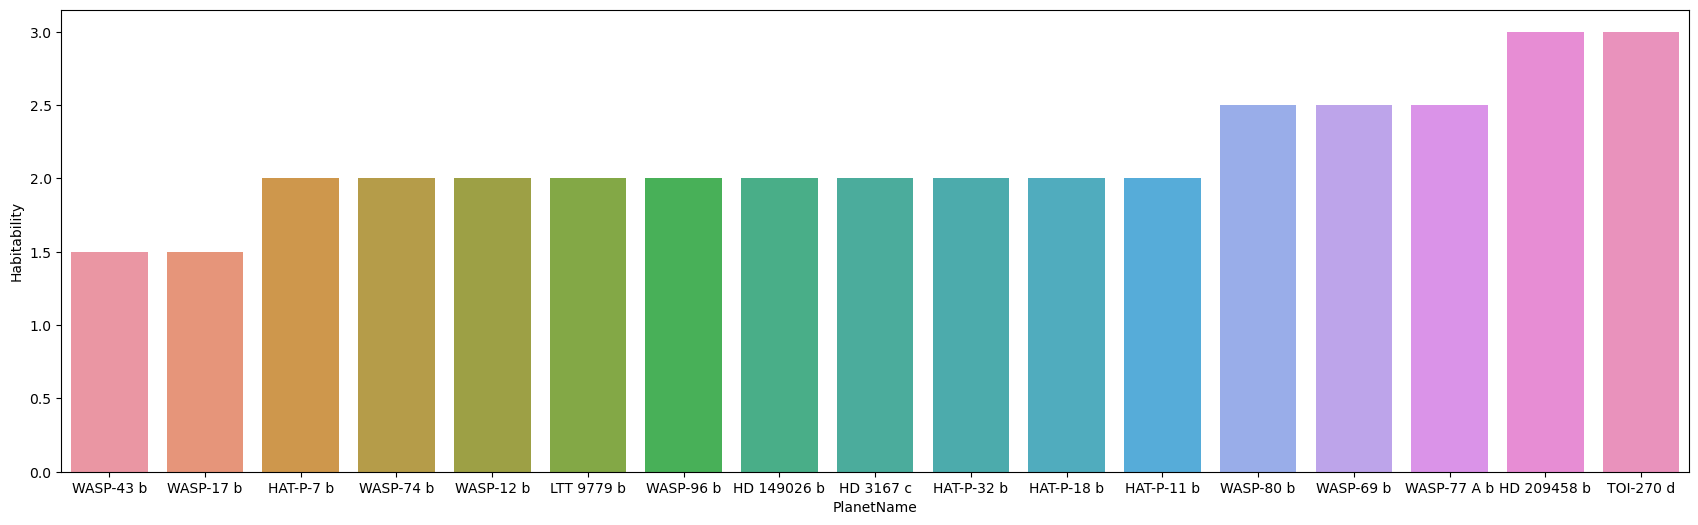 3.0
2.5
2.0
1.5
1.0
0.5
0.0
Habitability
WASP-43 b WASP-17 b HAT-P-7 b WASP-74 b WASP-12 b LTT 9779 b WASP-96 b HD 149026 b HD 3167 c HAT-P-32 b HAT-P-18 b HAT-P-11 b WASP-80 b WASP-69 b WASP-77 A b HD 209458 b TOI-270 d
PlanetName